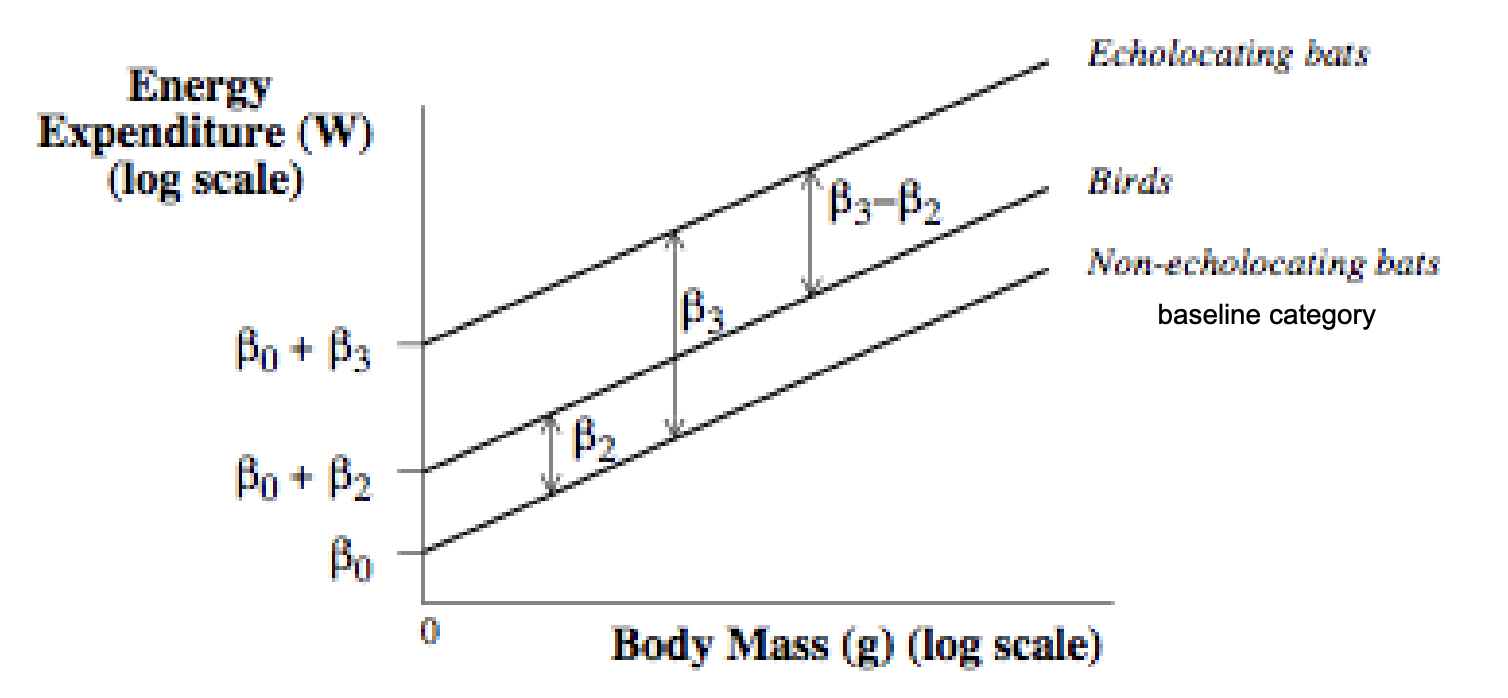 Energy
Expenditure (W)
(log scale)
Echolocating bats
Birds
β₃–β₂
Non-echolocating bats
baseline category
β₃
β₀ + β₃
β₂
β₀ + β₂
β₀
0
Body Mass (g) (log scale)